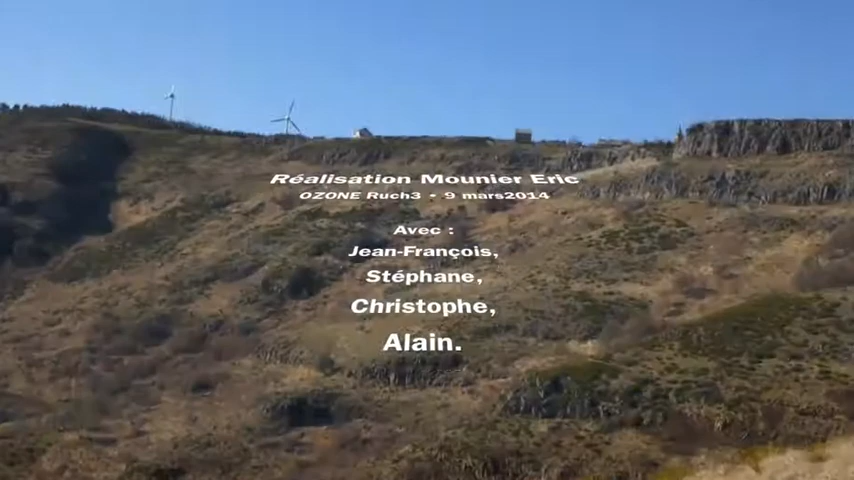 Réalisation Mounier Eric
OZONE Ruch3 - 9 mars2014
Avec :
Jean-François,
Stéphane,
Christophe,
Alain.